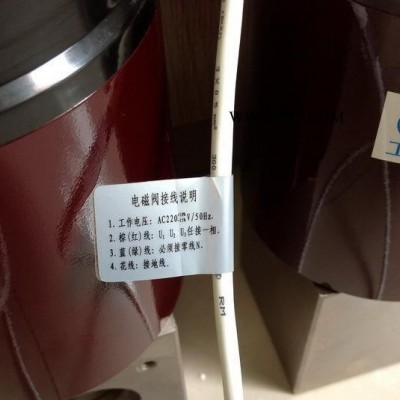 电磁阀接线说明
1. 工作电压: AC220V/50Hz.
2. 棕(红)线: U₁ U₂ U₃任接一相.
3. 蓝(绿)线: 必须接零线N.
4. 花线: 接地线.
360
RM